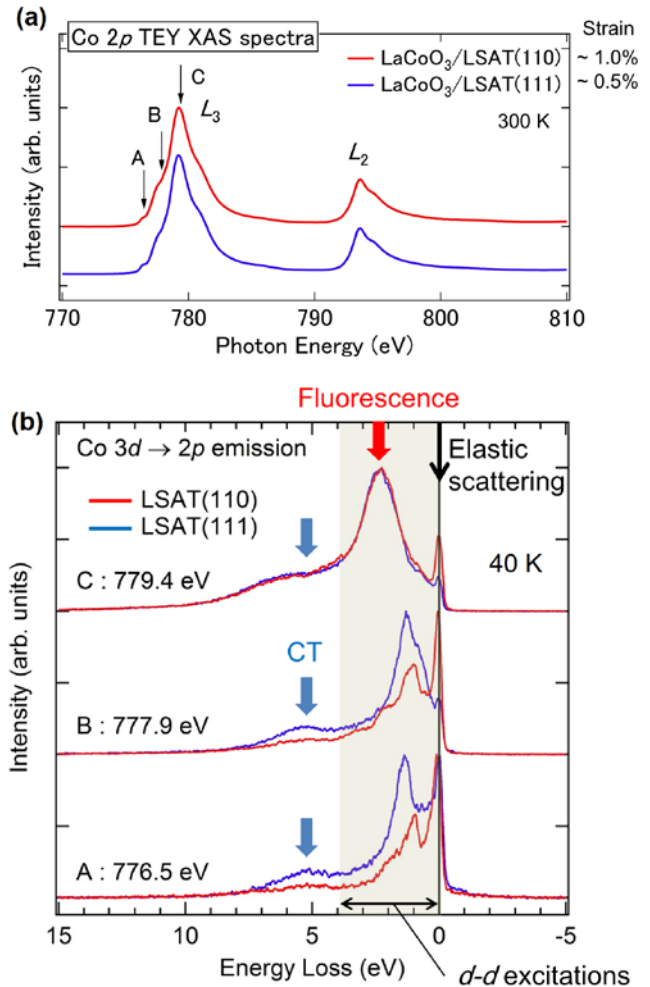 (a)
Co 2p TEY XAS spectra
Strain
LaCoO₃/LSAT(110) ~ 1.0%
LaCoO₃/LSAT(111) ~ 0.5%
300 K
A
B
C
L₃
L₂
Intensity (arb. units)
770 780 790 800 810
Photon Energy (eV)
(b)
Fluorescence
Co 3d → 2p emission
Elastic
scattering
LSAT(110)
LSAT(111)
40 K
C : 779.4 eV
CT
B : 777.9 eV
A : 776.5 eV
Intensity (arb. units)
15 10 5 0 -5
Energy Loss (eV)
d-d excitations